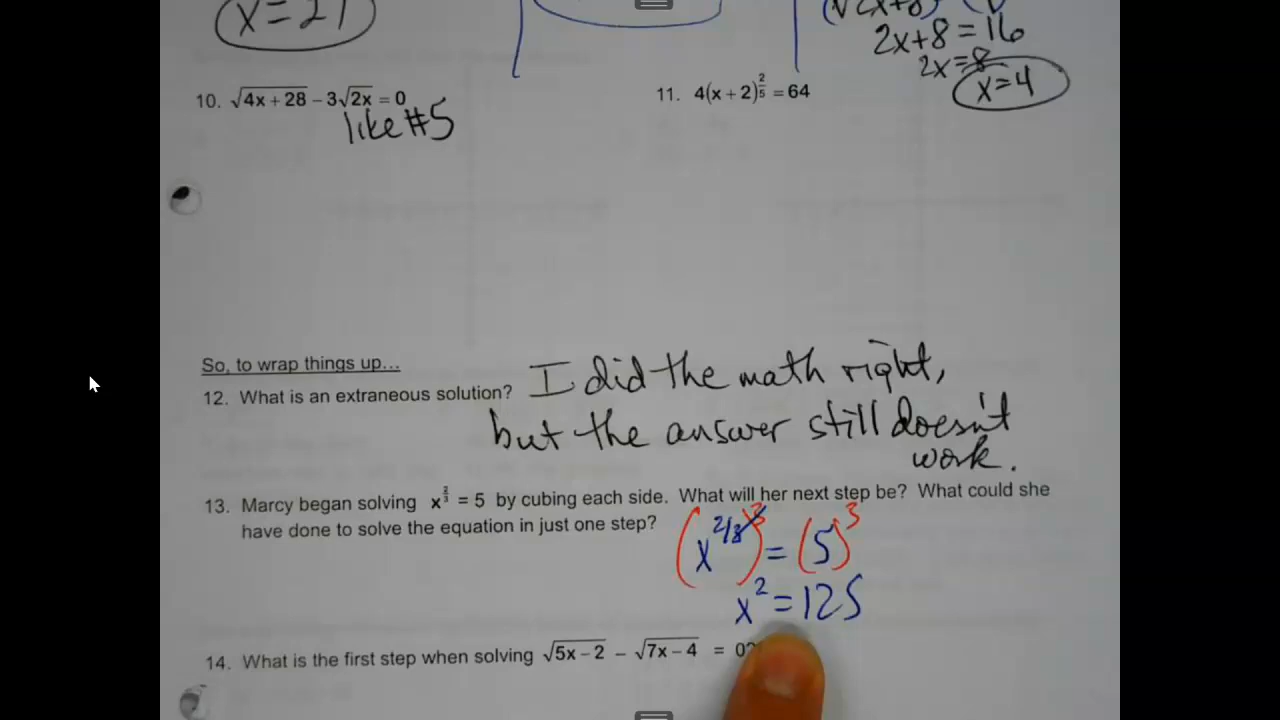 x=21
(√2x+8)
2x+8=16
2x=8
x=4
10. √4x + 28 − 3√2x = 0
like #5
11. 4(x + 2)^2/5 = 64
So, to wrap things up...
12. What is an extraneous solution? I did the math right,
but the answer still doesn't
work.
13. Marcy began solving x^2/3 = 5 by cubing each side. What will her next step be? What could she
have done to solve the equation in just one step?
(x^2/3)^3 = (5)^3
x^2 = 125
14. What is the first step when solving √5x − 2 − √7x − 4 = 0?